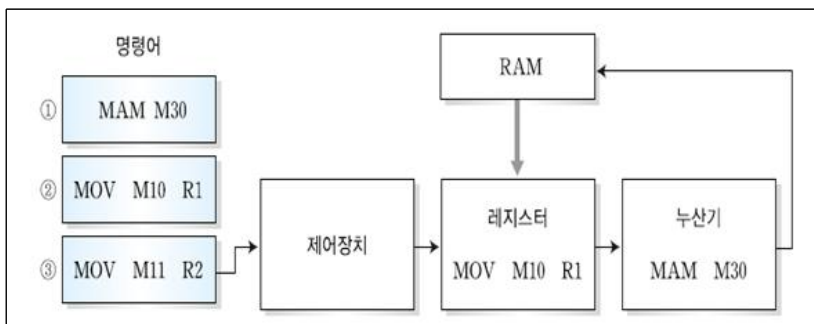 명령어
RAM
① MAM M30
② MOV M10 R1
③ MOV M11 R2
제어장치
레지스터
MOV M10 R1
누산기
MAM M30